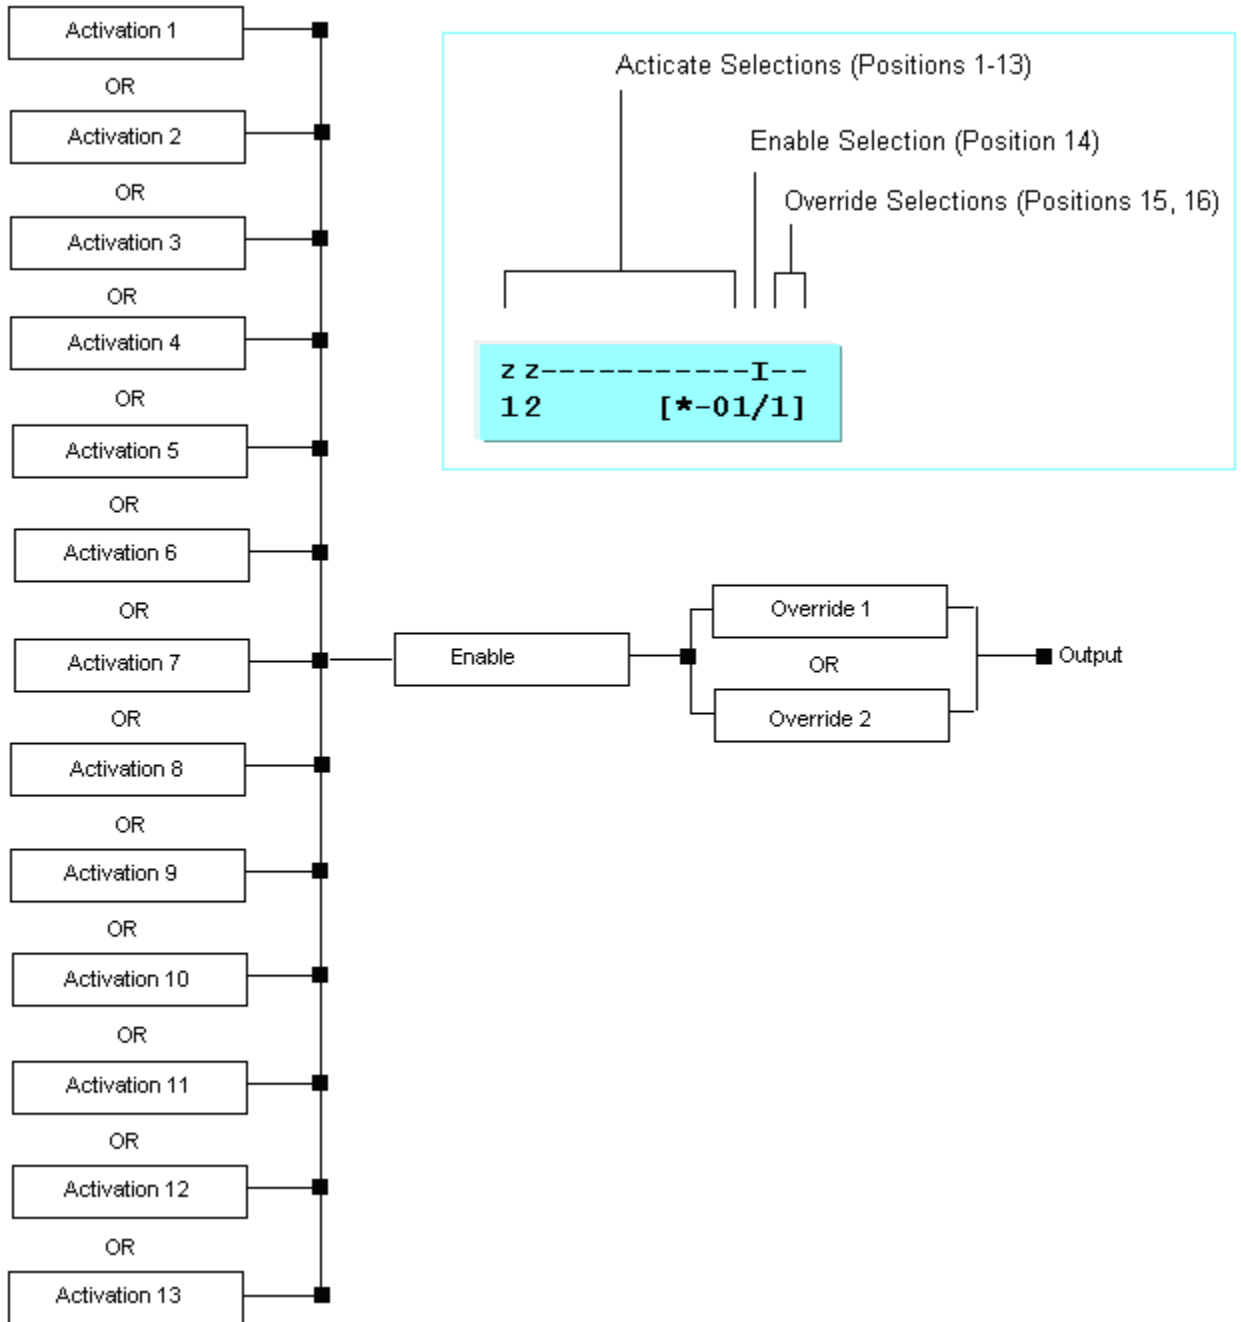 Activation 1
OR
Activation 2
OR
Activation 3
OR
Activation 4
OR
Activation 5
OR
Activation 6
OR
Activation 7
OR
Activation 8
OR
Activation 9
OR
Activation 10
OR
Activation 11
OR
Activation 12
OR
Activation 13
Acticate Selections (Positions 1-13)
Enable Selection (Position 14)
Override Selections (Positions 15, 16)
z z-----------I--
12 [*-01/1]
Enable
Override 1
OR
Override 2
Output